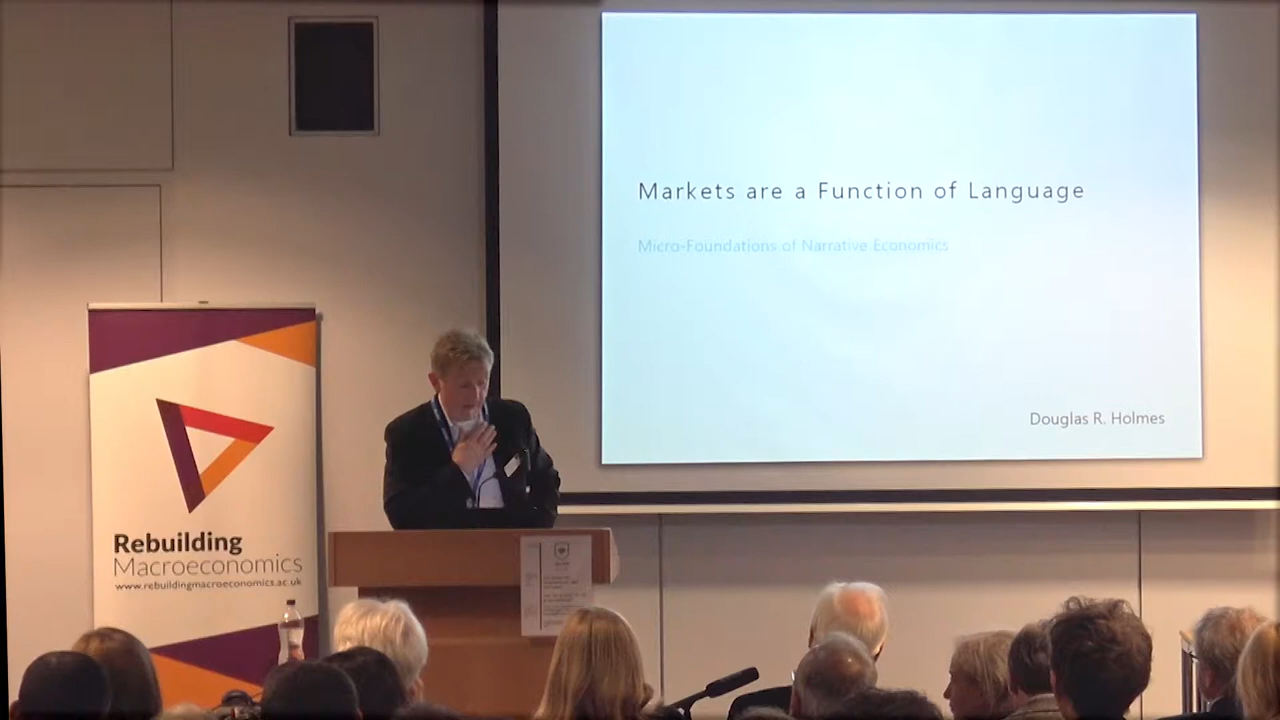 Markets are a Function of Language
Micro-Foundations of Narrative Economics
Douglas R. Holmes
Rebuilding
Macroeconomics
www.rebuildingmacroeconomics.ac.uk